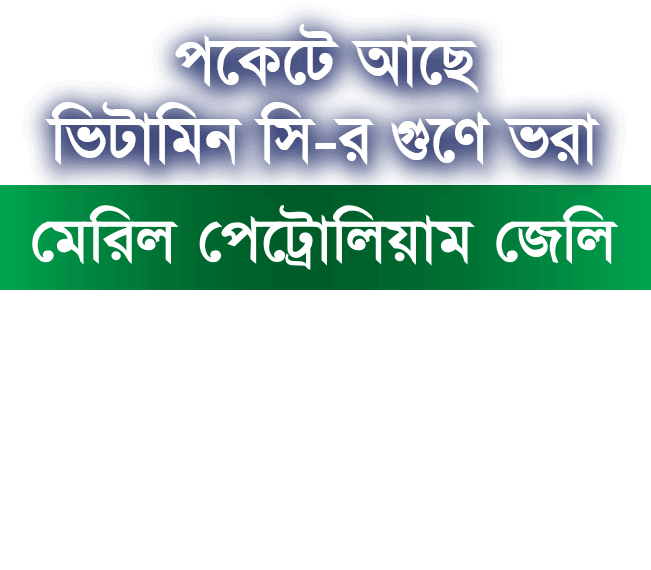 পকেটে আছে
ভিটামিন সি-র গুণে ভরা
মেরিল পেট্রোলিয়াম জেলি